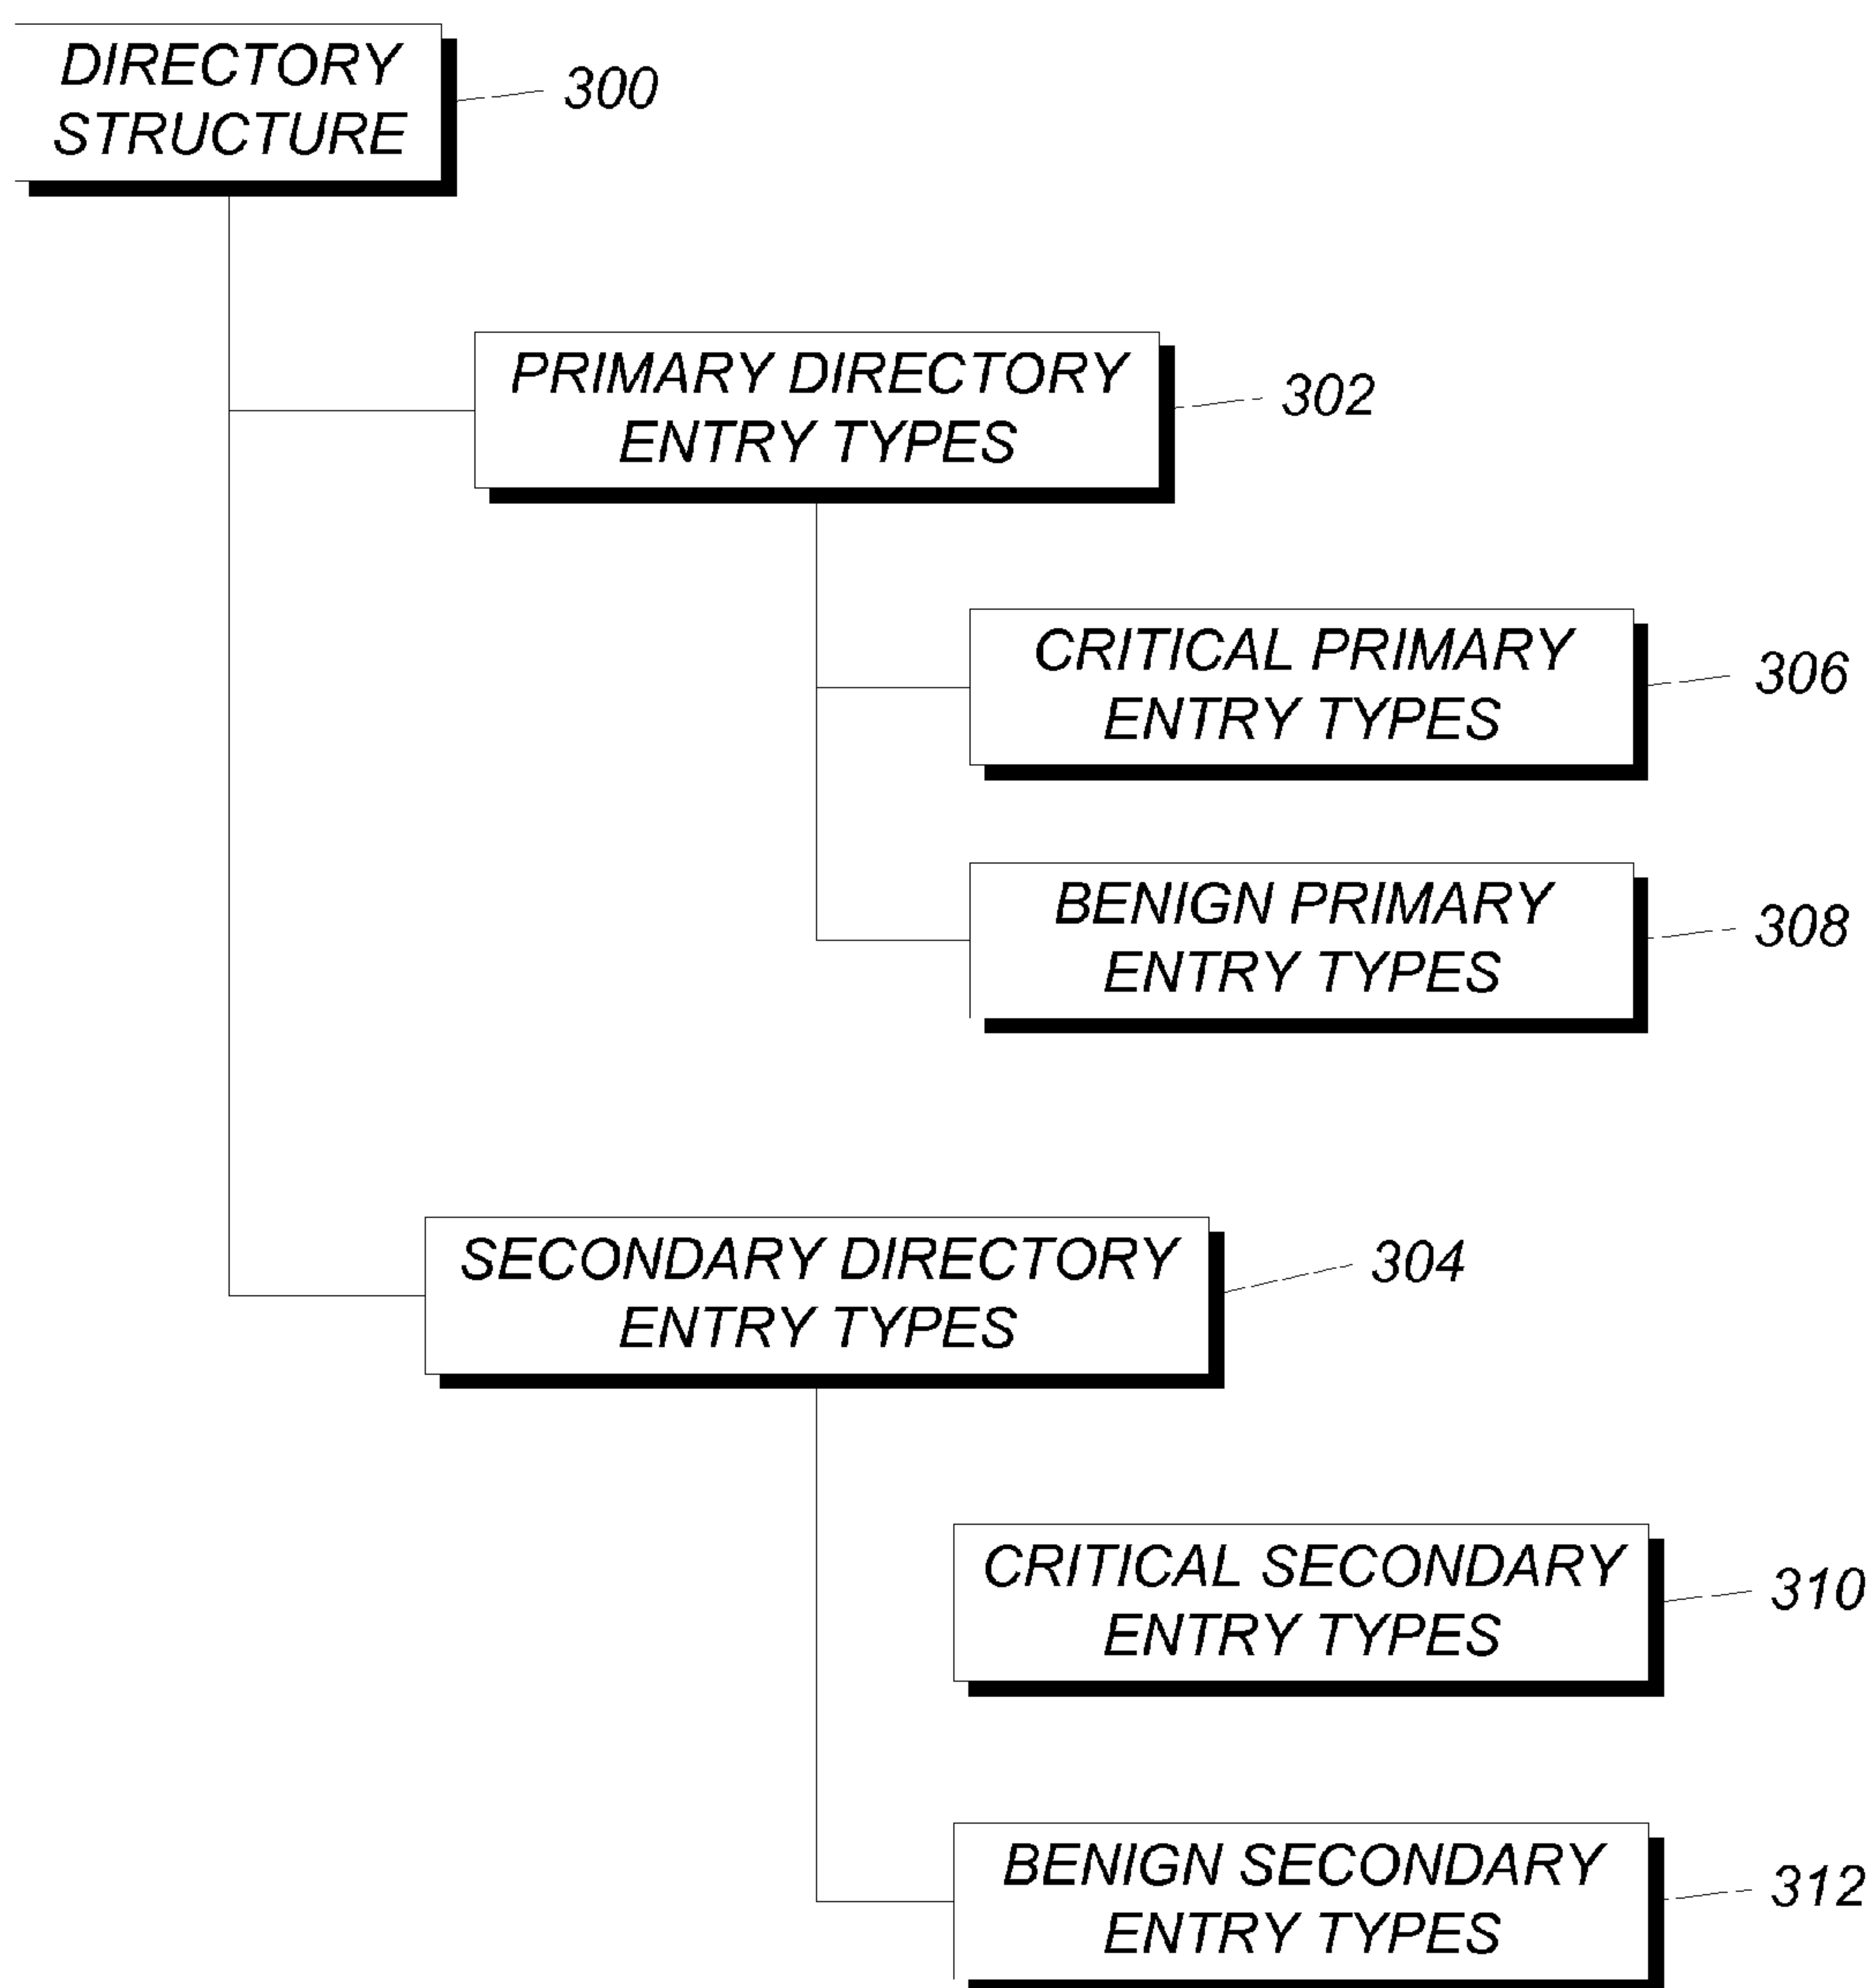 DIRECTORY
STRUCTURE
300
PRIMARY DIRECTORY
ENTRY TYPES
302
CRITICAL PRIMARY
ENTRY TYPES
306
BENIGN PRIMARY
ENTRY TYPES
308
SECONDARY DIRECTORY
ENTRY TYPES
304
CRITICAL SECONDARY
ENTRY TYPES
310
BENIGN SECONDARY
ENTRY TYPES
312